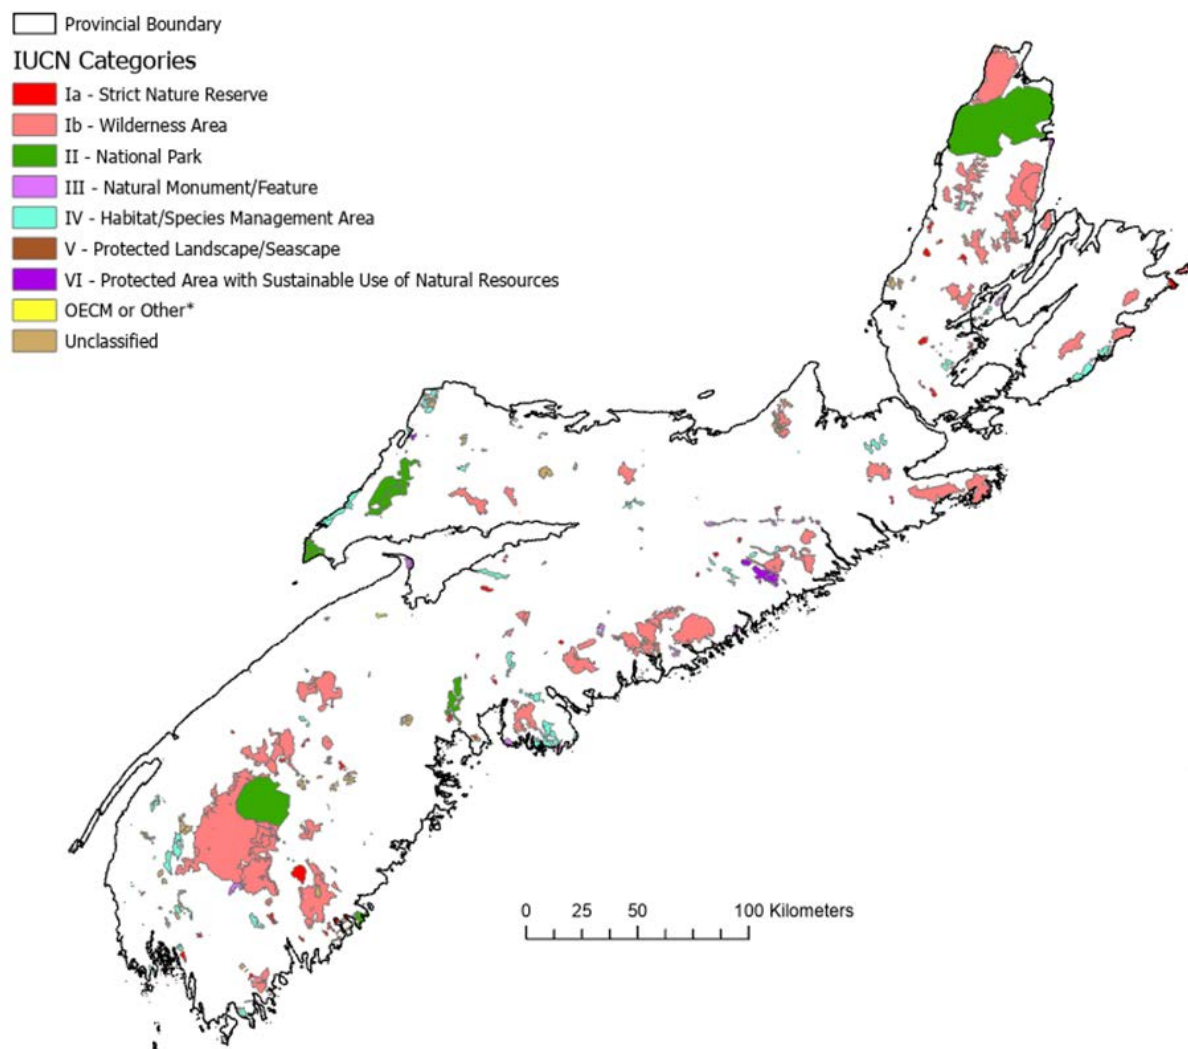 Provincial Boundary
IUCN Categories
Ia - Strict Nature Reserve
Ib - Wilderness Area
II - National Park
III - Natural Monument/Feature
IV - Habitat/Species Management Area
V - Protected Landscape/Seascape
VI - Protected Area with Sustainable Use of Natural Resources
OECM or Other*
Unclassified
0 25 50 100 Kilometers